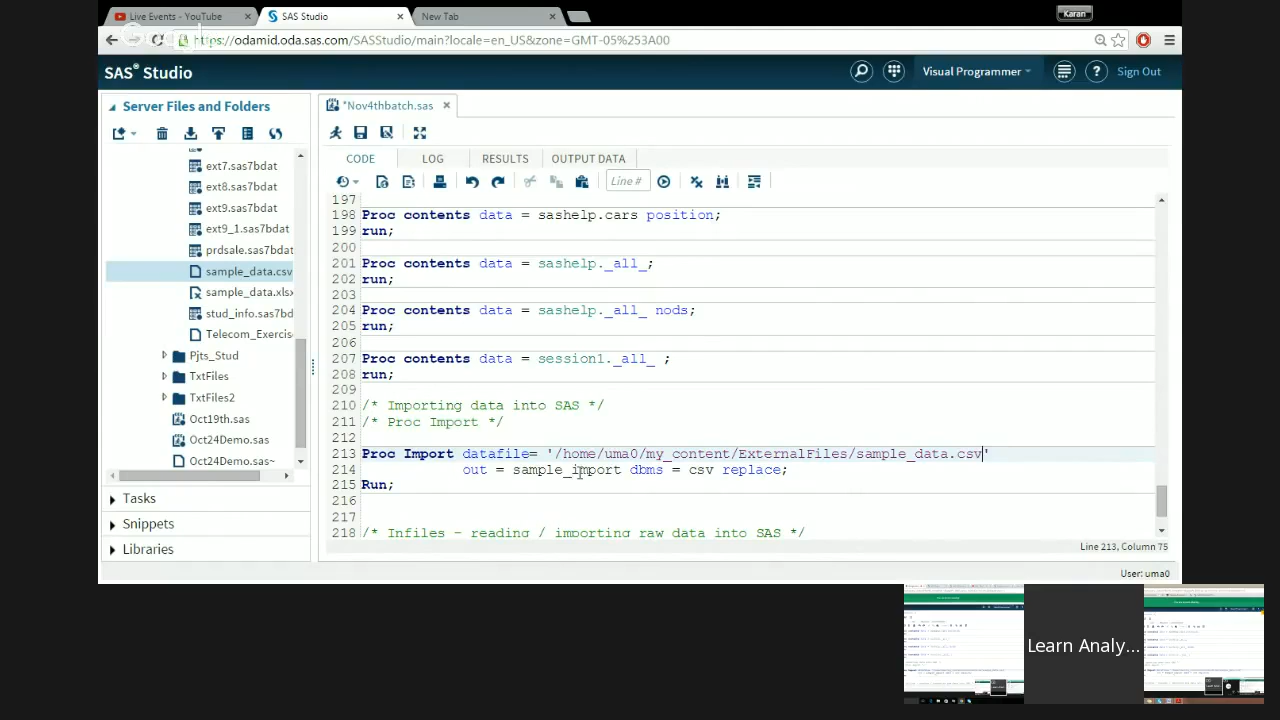 Live Events - YouTube
SAS Studio
New Tab
Karan
https://odamid.oda.sas.com/SASStudio/main?locale=en_US&zone=GMT-05%253A00
SAS® Studio
Visual Programmer
Sign Out
Server Files and Folders
*Nov4thbatch.sas
CODE
LOG
RESULTS
OUTPUT DATA
Line #
ext7.sas7bdat
ext8.sas7bdat
ext9.sas7bdat
ext9_1.sas7bdat
prdsale.sas7bdat
sample_data.csv
sample_data.xlsx
stud_info.sas7bd
Telecom_Exercis
Pjts_Stud
TxtFiles
TxtFiles2
Oct19th.sas
Oct24Demo.sas
Oct24Demo.sas~
Tasks
Snippets
Libraries
197
198 Proc contents data = sashelp.cars position;
199 run;
200
201 Proc contents data = sashelp._all_;
202 run;
203
204 Proc contents data = sashelp._all_ nods;
205 run;
206
207 Proc contents data = session1._all_ ;
208 run;
209
210 /* Importing data into SAS */
211 /* Proc Import */
212
213 Proc Import datafile= '/home/uma0/my_content/ExternalFiles/sample_data.csv'
214 out = sample_import dbms = csv replace;
215 Run;
216
217
218 /* Infiles - reading / importing raw data into SAS */
Line 213, Column 75
User: uma0
Learn Analy...